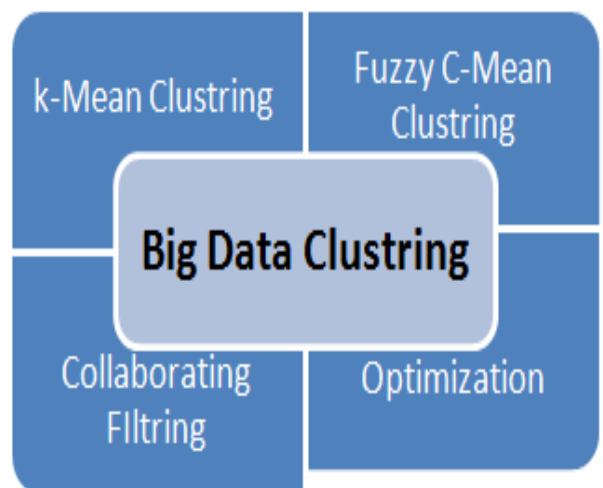 k-Mean Clustring
Fuzzy C-Mean
Clustring
Big Data Clustring
Collaborating
FIltring
Optimization